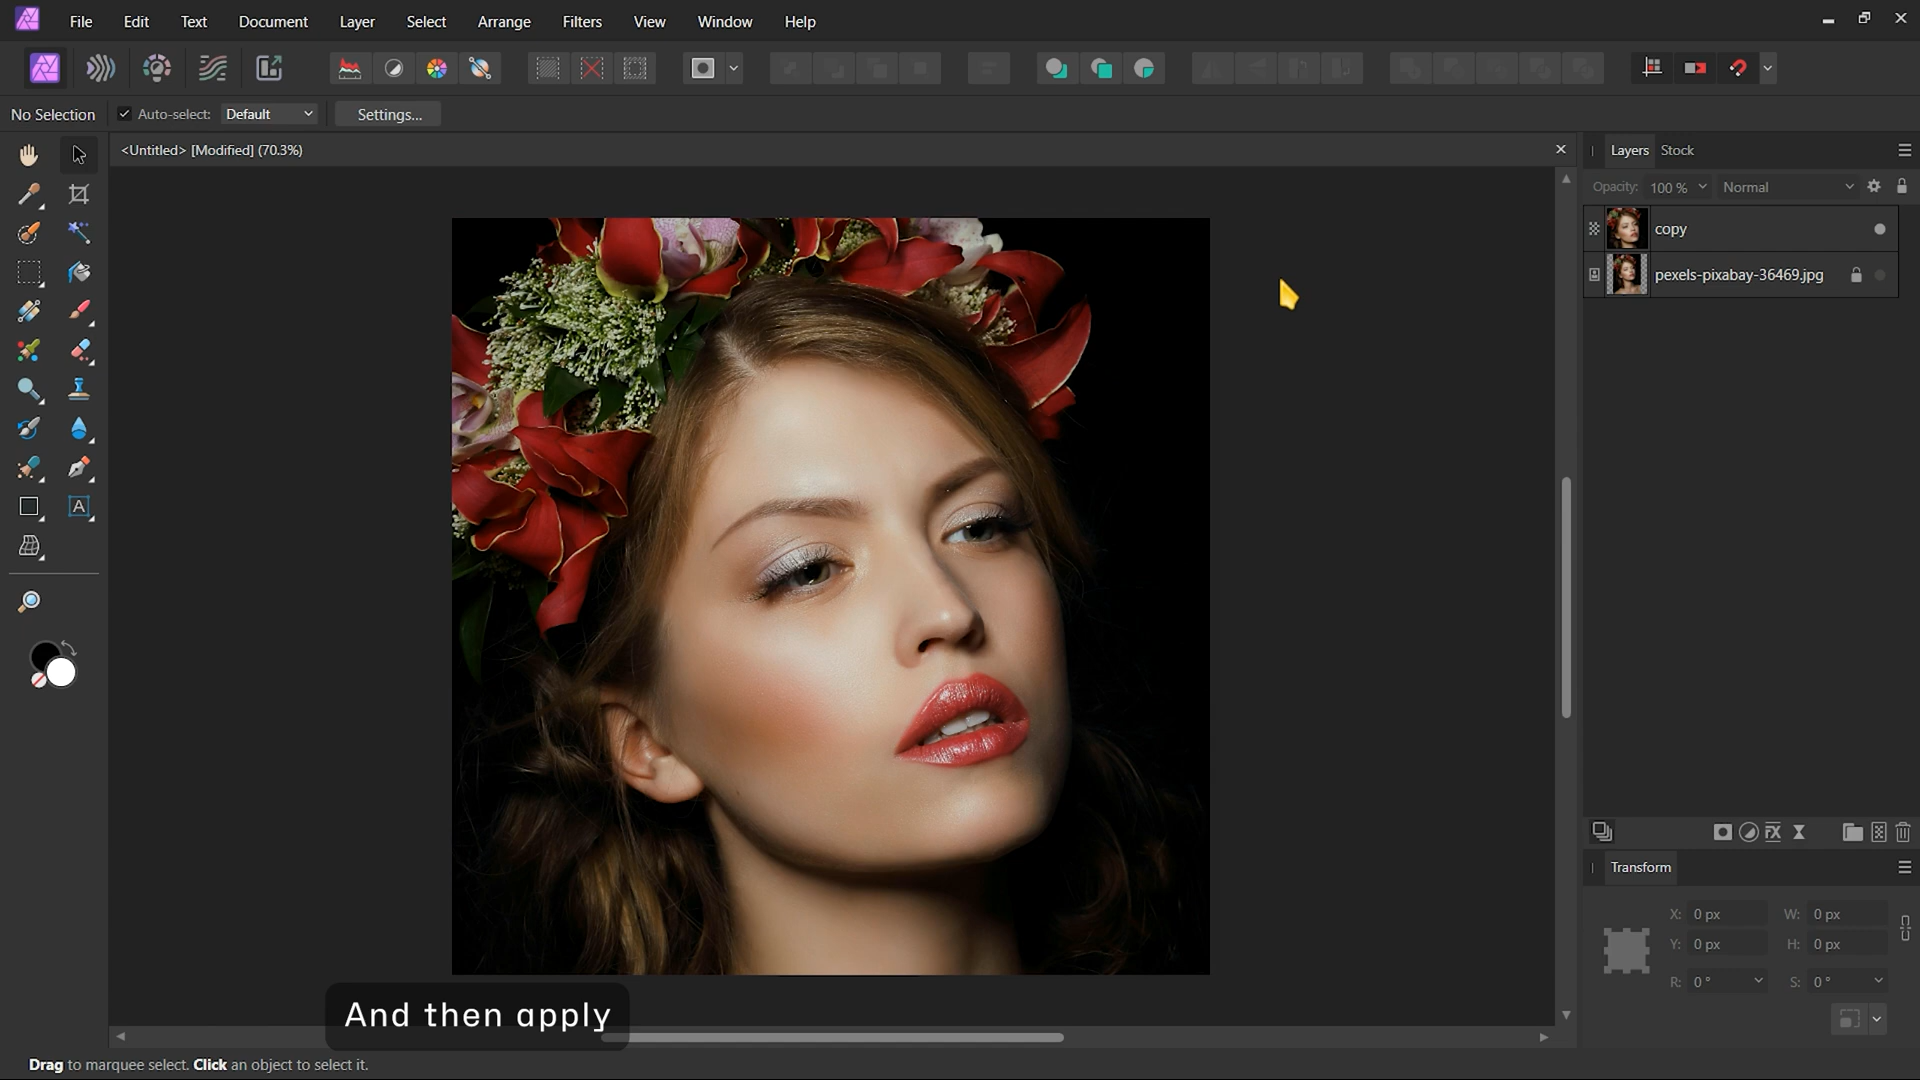 File Edit Text Document Layer Select Arrange Filters View Window Help
No Selection Auto-select: Default Settings...
<Untitled> [Modified] (70.3%)
Layers Stock
Opacity: 100 % Normal
copy
pexels-pixabay-36469.jpg
A
FX
Transform
X: 0 px W: 0 px
Y: 0 px H: 0 px
R: 0 ° S: 0 °
And then apply
Drag to marquee select. Click an object to select it.